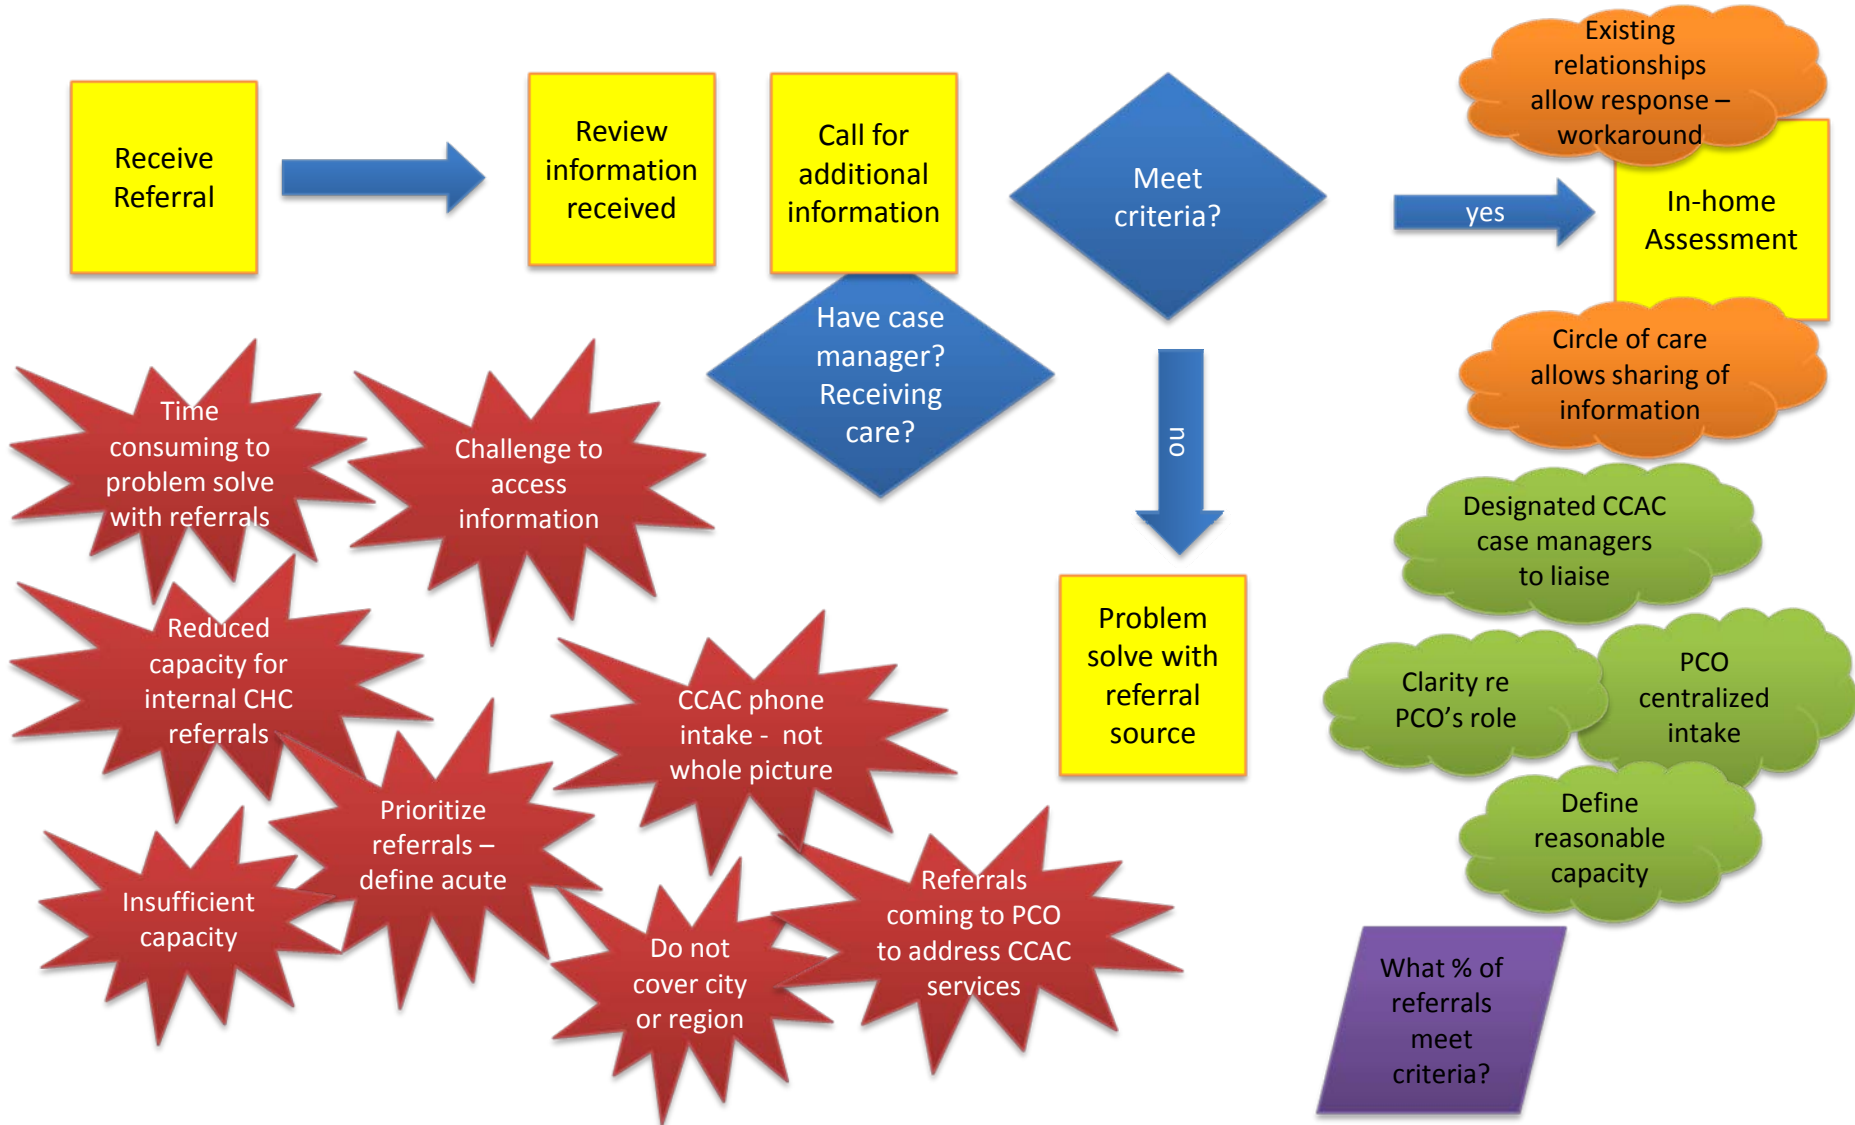 Receive
Referral
Review
information
received
Call for
additional
information
Meet
criteria?
yes
Existing
relationships
allow response –
workaround
In-home
Assessment
Have case
manager?
Receiving
care?
no
Circle of care
allows sharing of
information
Time
consuming to
problem solve
with referrals
Challenge to
access
information
Designated CCAC
case managers
to liaise
Reduced
capacity for
internal CHC
referrals
CCAC phone
intake - not
whole picture
Problem
solve with
referral
source
Clarity re
PCO’s role
PCO
centralized
intake
Prioritize
referrals –
define acute
Define
reasonable
capacity
Insufficient
capacity
Do not
cover city
or region
Referrals
coming to PCO
to address CCAC
services
What % of
referrals
meet
criteria?